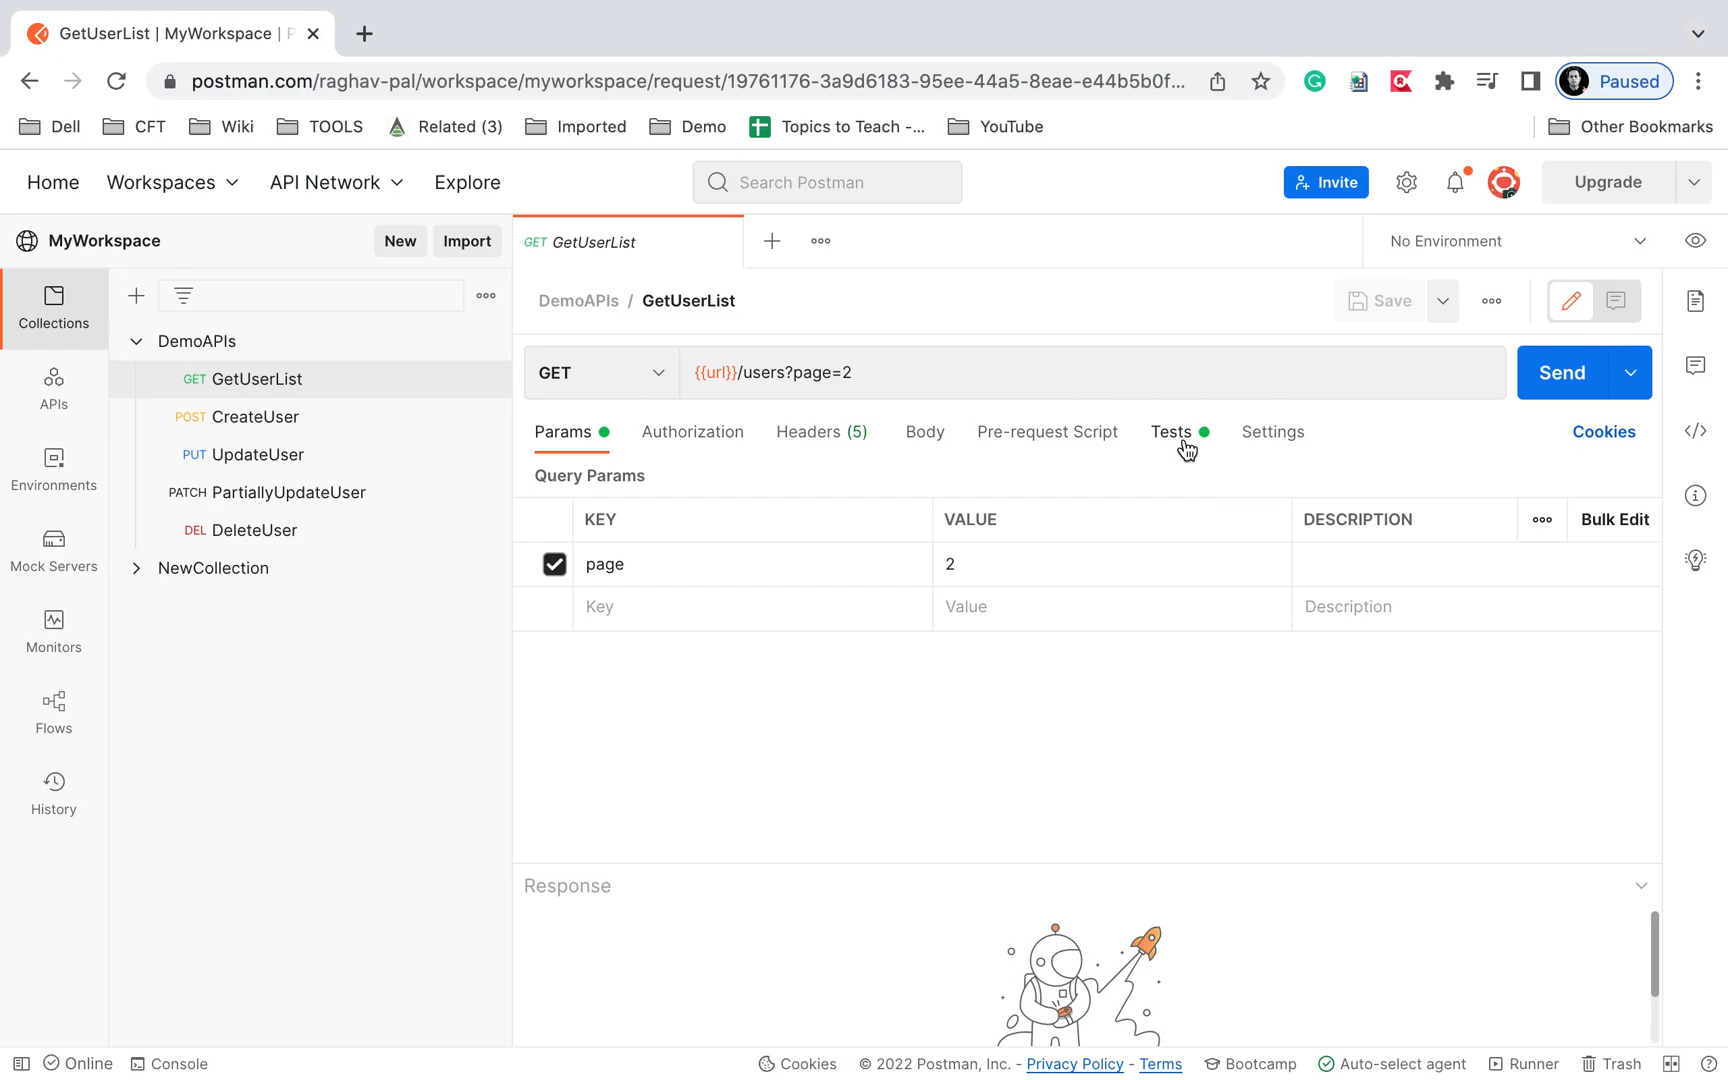 GetUserList | MyWorkspace | P
postman.com/raghav-pal/workspace/myworkspace/request/19761176-3a9d6183-95ee-44a5-8eae-e44b5b0f...
Paused
Dell
CFT
Wiki
TOOLS
Related (3)
Imported
Demo
Topics to Teach -...
YouTube
Other Bookmarks
Home
Workspaces
API Network
Explore
Search Postman
Invite
Upgrade
MyWorkspace
New
Import
GET GetUserList
No Environment
Collections
APIs
Environments
Mock Servers
Monitors
Flows
History
DemoAPIs
GET GetUserList
POST CreateUser
PUT UpdateUser
PATCH PartiallyUpdateUser
DEL DeleteUser
NewCollection
DemoAPIs / GetUserList
Save
GET
{{url}}/users?page=2
Send
Params
Authorization
Headers (5)
Body
Pre-request Script
Tests
Settings
Cookies
Query Params
KEY
VALUE
DESCRIPTION
Bulk Edit
page
2
Key
Value
Description
Response
Online
Console
Cookies
© 2022 Postman, Inc. - Privacy Policy - Terms
Bootcamp
Auto-select agent
Runner
Trash